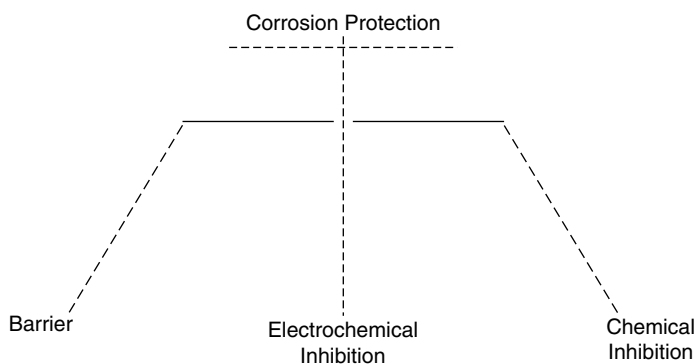 Corrosion Protection
Barrier
Electrochemical
Inhibition
Chemical
Inhibition